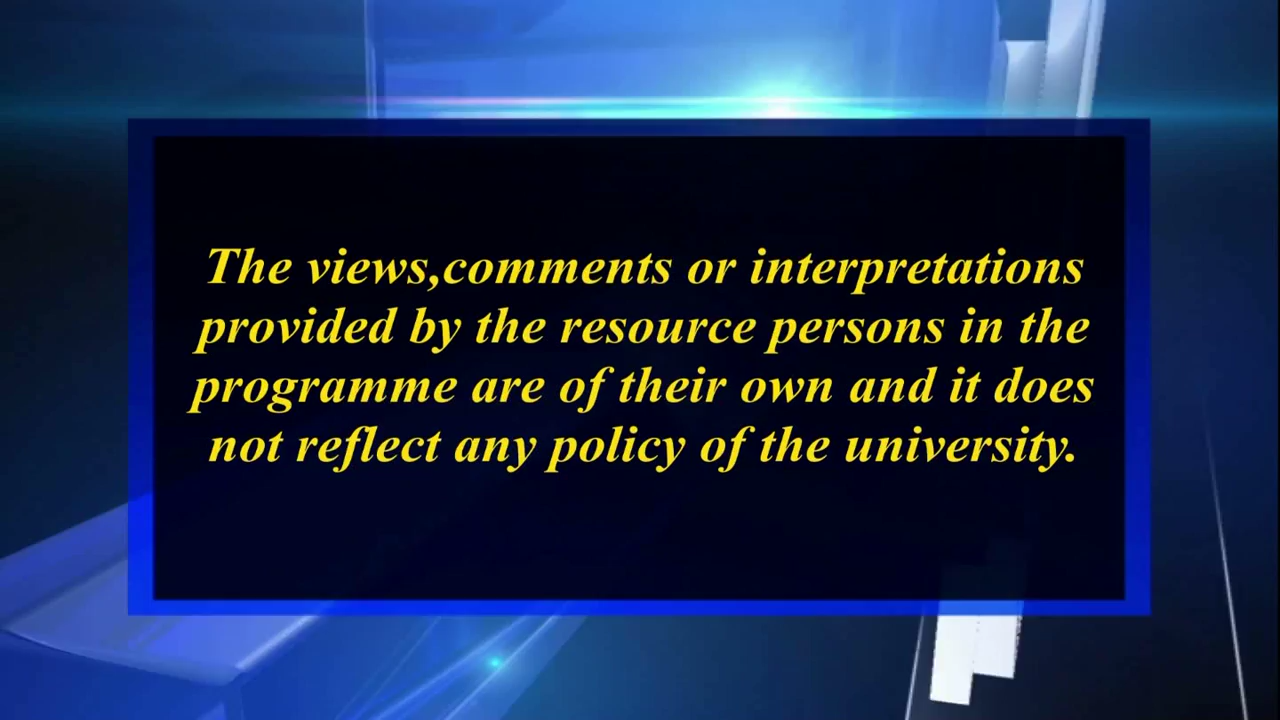 The views,comments or interpretations
provided by the resource persons in the
programme are of their own and it does
not reflect any policy of the university.